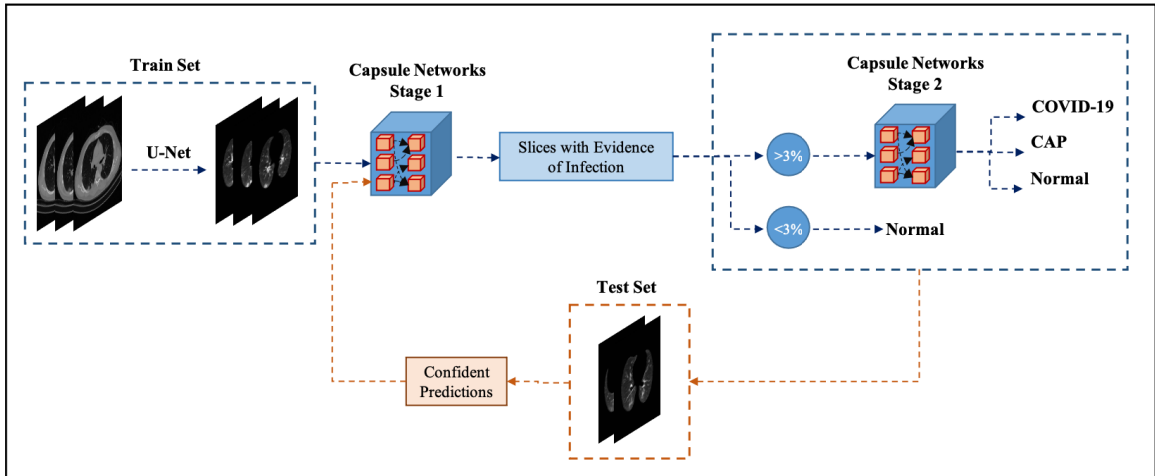 Train Set
U-Net
Capsule Networks
Stage 1
Slices with Evidence
of Infection
>3%
<3%
Normal
Capsule Networks
Stage 2
COVID-19
CAP
Normal
Test Set
Confident
Predictions